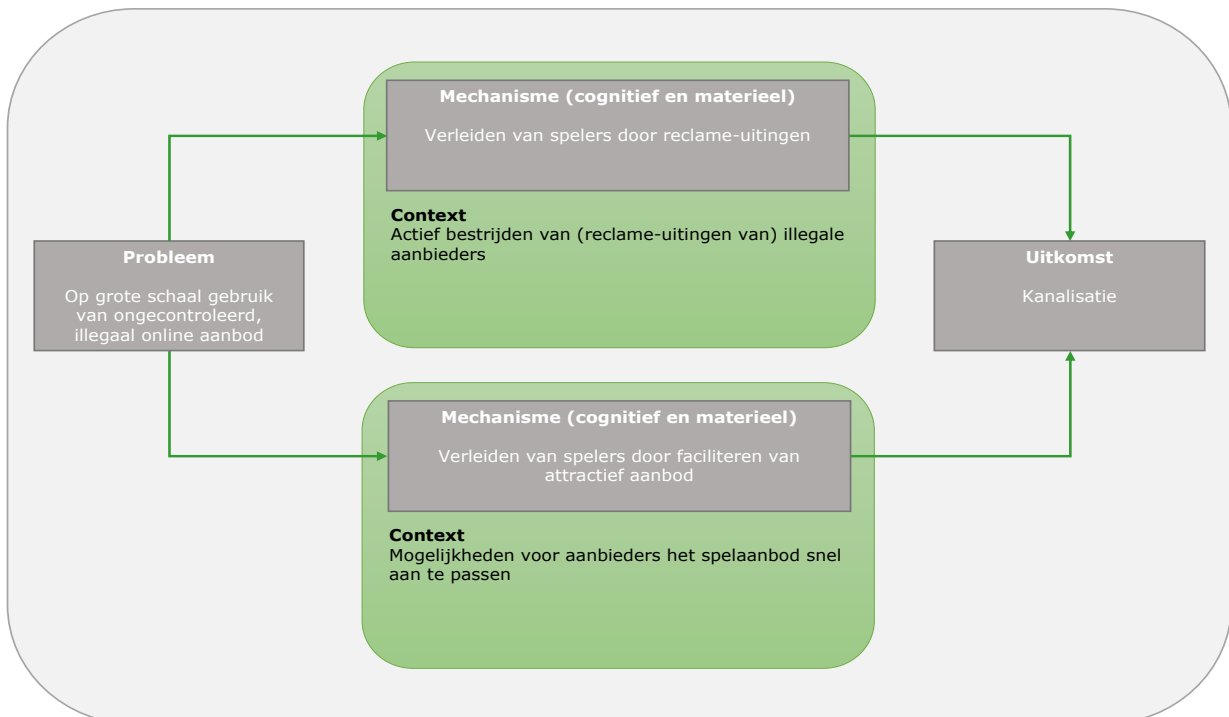 Mechanisme (cognitief en materieel)
Verleiden van spelers door reclame-uitingen
Context
Actief bestrijden van (reclame-uitingen van) illegale
aanbieders
Probleem
Op grote schaal gebruik
van ongecontroleerd,
illegaal online aanbod
Uitkomst
Kanalisatie
Mechanisme (cognitief en materieel)
Verleiden van spelers door faciliteren van
attractief aanbod
Context
Mogelijkheden voor aanbieders het spelaanbod snel
aan te passen